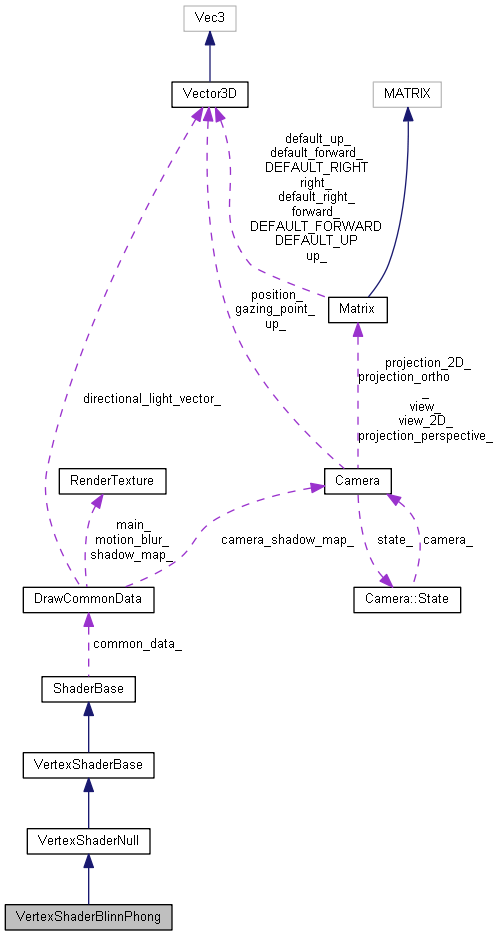 Vec3
Vector3D
MATRIX
default_up_
default_forward_
DEFAULT_RIGHT
right_
default_right_
forward_
DEFAULT_FORWARD
DEFAULT_UP
up_
position_
gazing_point_
up_
Matrix
projection_2D_
projection_ortho
_
view_
view_2D_
projection_perspective_
directional_light_vector_
RenderTexture
Camera
main_
motion_blur_
shadow_map_
camera_shadow_map_
state_
camera_
DrawCommonData
Camera::State
common_data_
ShaderBase
VertexShaderBase
VertexShaderNull
VertexShaderBlinnPhong